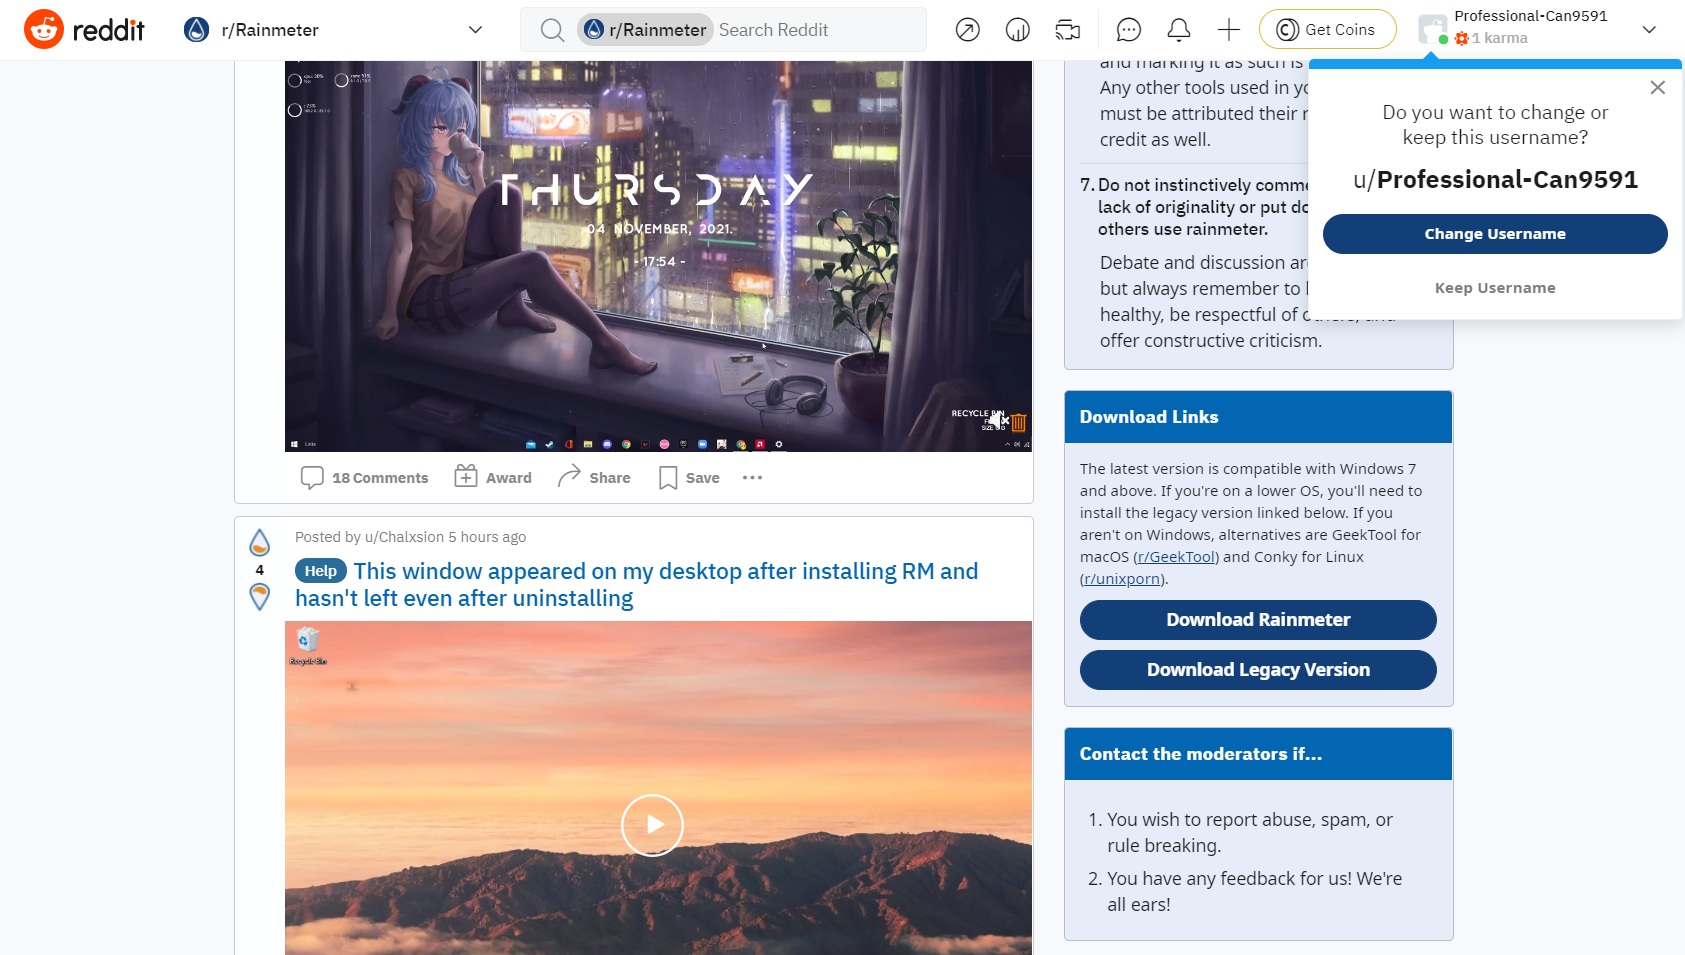 reddit
r/Rainmeter
r/Rainmeter
Search Reddit
Get Coins
Professional-Can9591
1 karma
THURSDAY
04 NOVEMBER, 2021.
- 17:54 -
RECYCLE BIN
18 Comments
Award
Share
Save
Posted by u/Chalxsion 5 hours ago
4
Help This window appeared on my desktop after installing RM and
hasn't left even after uninstalling
Recycle Bin
and marking it as such is
Any other tools used in yo
must be attributed their r
credit as well.
7. Do not instinctively comme
lack of originality or put do
others use rainmeter.
Debate and discussion are
but always remember to
healthy, be respectful of others, and
offer constructive criticism.
Do you want to change or
keep this username?
u/Professional-Can9591
Change Username
Keep Username
Download Links
The latest version is compatible with Windows 7
and above. If you're on a lower OS, you'll need to
install the legacy version linked below. If you
aren't on Windows, alternatives are GeekTool for
macOS (r/GeekTool) and Conky for Linux
(r/unixporn).
Download Rainmeter
Download Legacy Version
Contact the moderators if...
1. You wish to report abuse, spam, or
rule breaking.
2. You have any feedback for us! We're
all ears!